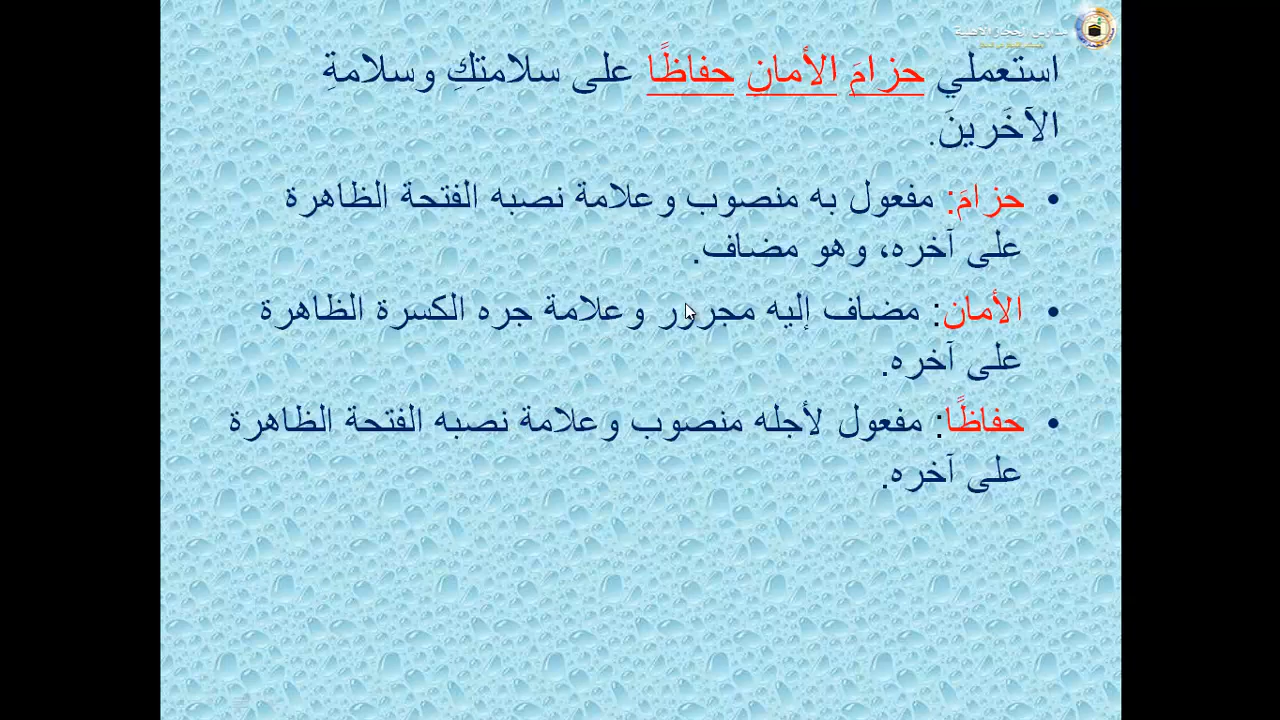 استعملي حزامَ الأمانِ حفاظًا على سلامتِكِ وسلامةِ
الآخَرينَ.
• حزامَ: مفعول به منصوب وعلامة نصبه الفتحة الظاهرة
على آخره، وهو مضاف.
• الأمان: مضاف إليه مجرور وعلامة جره الكسرة الظاهرة
على آخره.
• حفاظًا: مفعول لأجله منصوب وعلامة نصبه الفتحة الظاهرة
على آخره.